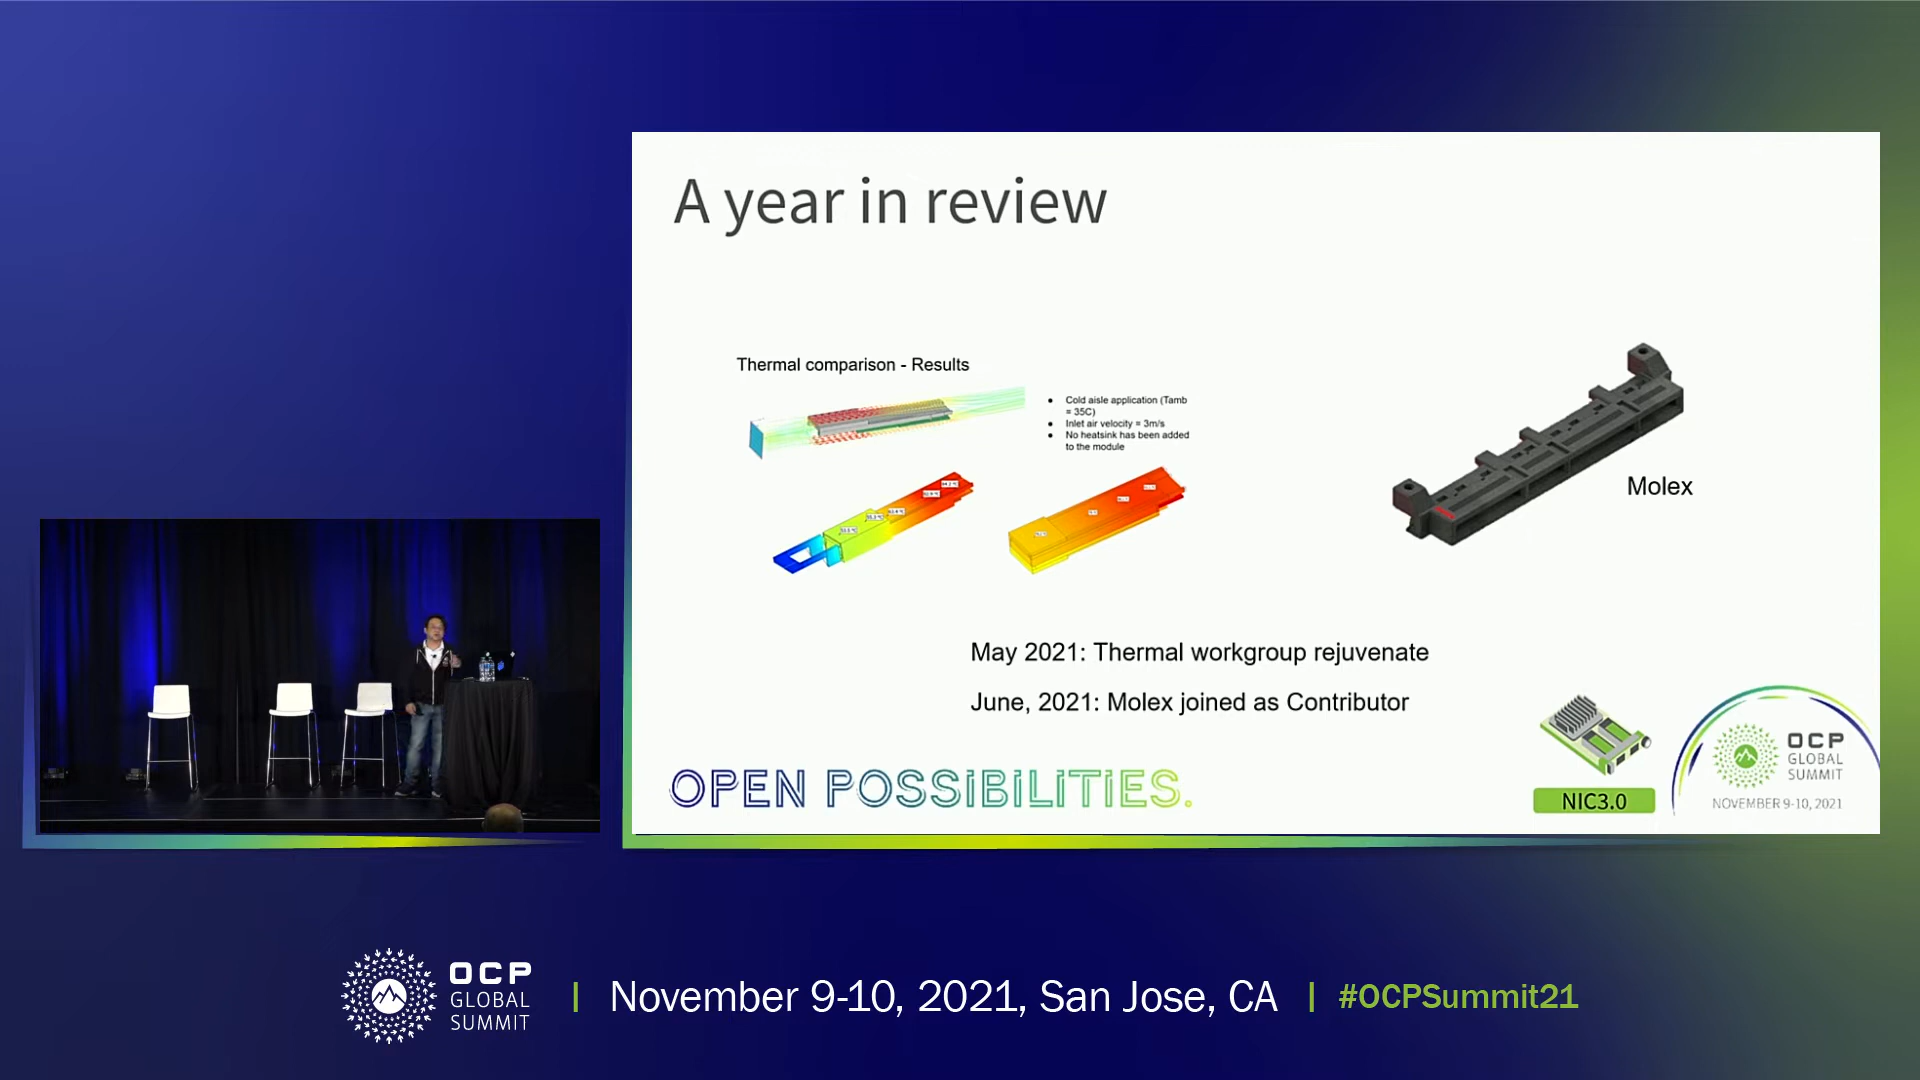 A year in review
Thermal comparison - Results
● Cold aisle application (Tamb
= 35C)
● Inlet air velocity = 3m/s
● No heatsink has been added
to the module
Molex
May 2021: Thermal workgroup rejuvenate
June, 2021: Molex joined as Contributor
OPEN POSSIBILITIES.
NIC3.0
OCP
GLOBAL
SUMMIT
NOVEMBER 9-10, 2021
OCP
GLOBAL
SUMMIT
November 9-10, 2021, San Jose, CA
#OCPSummit21